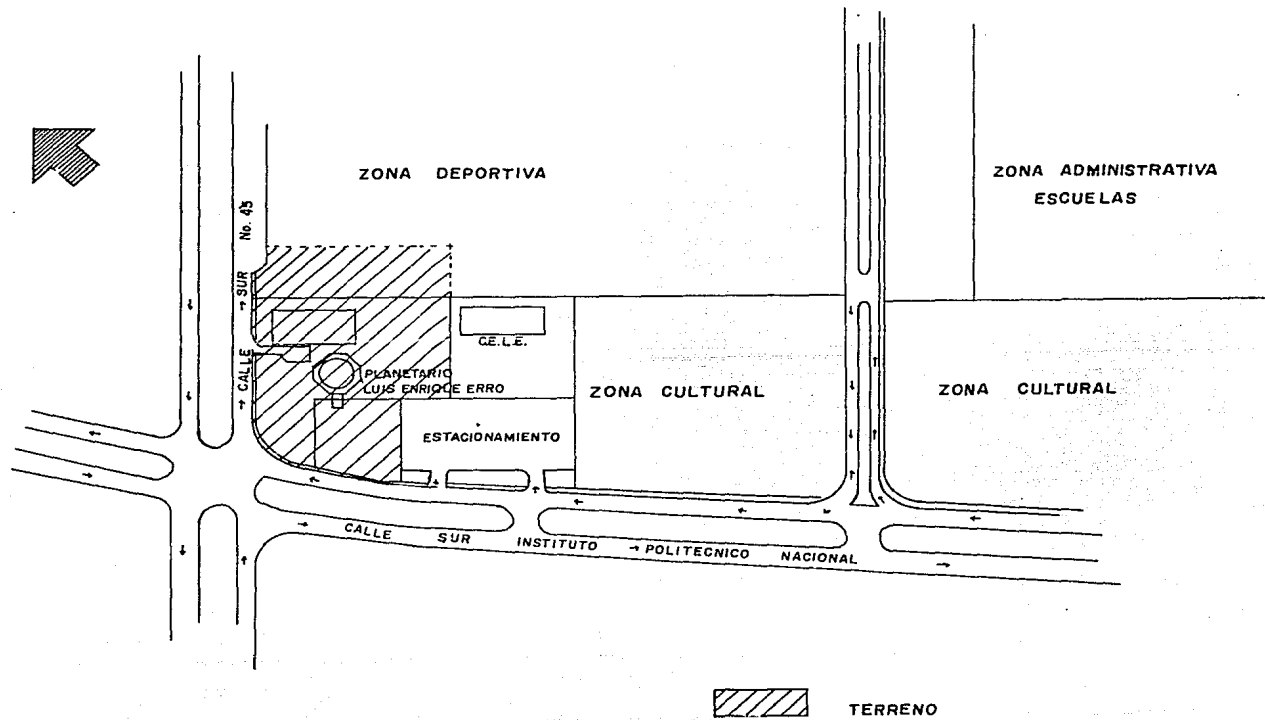 ZONA DEPORTIVA
ZONA ADMINISTRATIVA
ESCUELAS
CALLE SUR No. 45
C.E.L.E.
PLANETARIO
LUIS ENRIQUE ERRO
ZONA CULTURAL
ZONA CULTURAL
ESTACIONAMIENTO
CALLE SUR INSTITUTO POLITECNICO NACIONAL
TERRENO